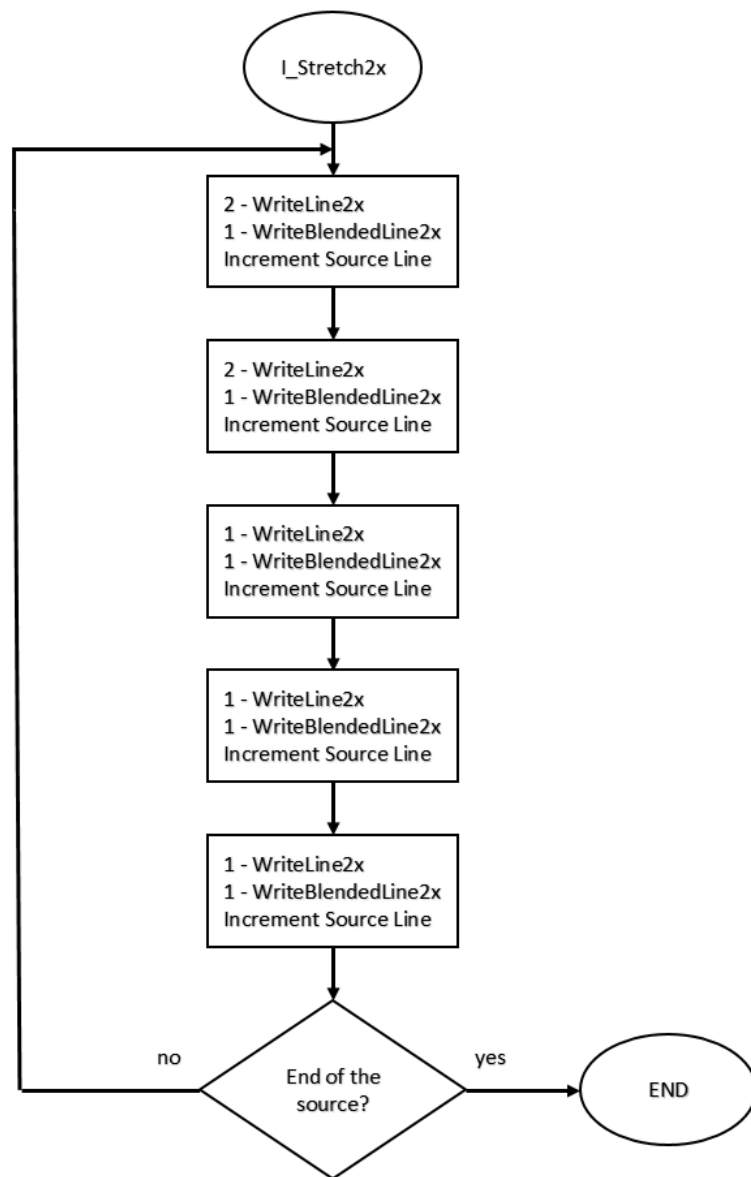 I_Stretch2x
2 - WriteLine2x
1 - WriteBlendedLine2x
Increment Source Line
2 - WriteLine2x
1 - WriteBlendedLine2x
Increment Source Line
1 - WriteLine2x
1 - WriteBlendedLine2x
Increment Source Line
1 - WriteLine2x
1 - WriteBlendedLine2x
Increment Source Line
1 - WriteLine2x
1 - WriteBlendedLine2x
Increment Source Line
no
End of the
source?
yes
END